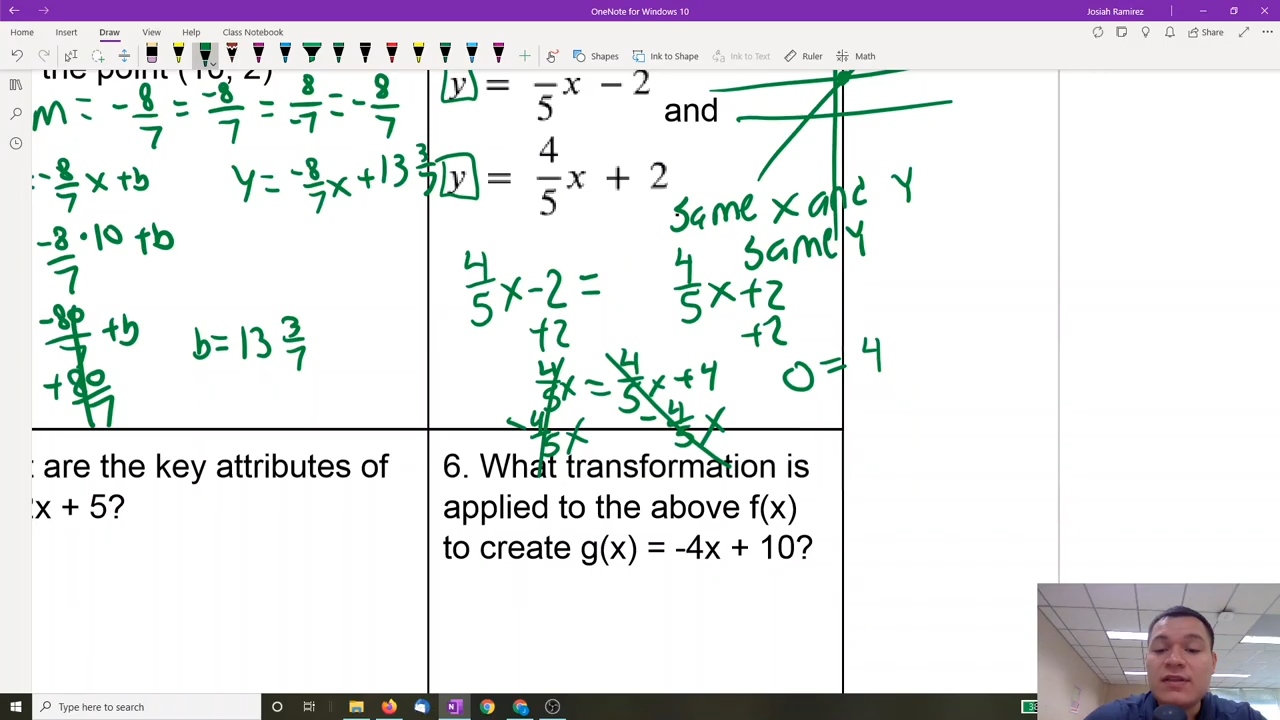 OneNote for Windows 10
Josiah Ramirez
Home Insert Draw View Help Class Notebook
Share
Shapes Ink to Shape Ink to Text Ruler Math
the point (10, 2)
m = -8/7 = -8/7 = 8/-7 = -8/7
= -8/7 x + b
y = -8/7 x + 13 3/7
-8/7 · 10 + b
-80/7 + b
+80/7
b = 13 3/7
y = /5 x - 2
and
y = 4/5 x + 2
same x and y
same y
4/5 x - 2 = 4/5 x + 2
+2 +2
4/5 x = 4/5 x + 4
- 4/5 x - 4/5 x
0 = 4
are the key attributes of
x + 5?
6. What transformation is
applied to the above f(x)
to create g(x) = -4x + 10?
Type here to search